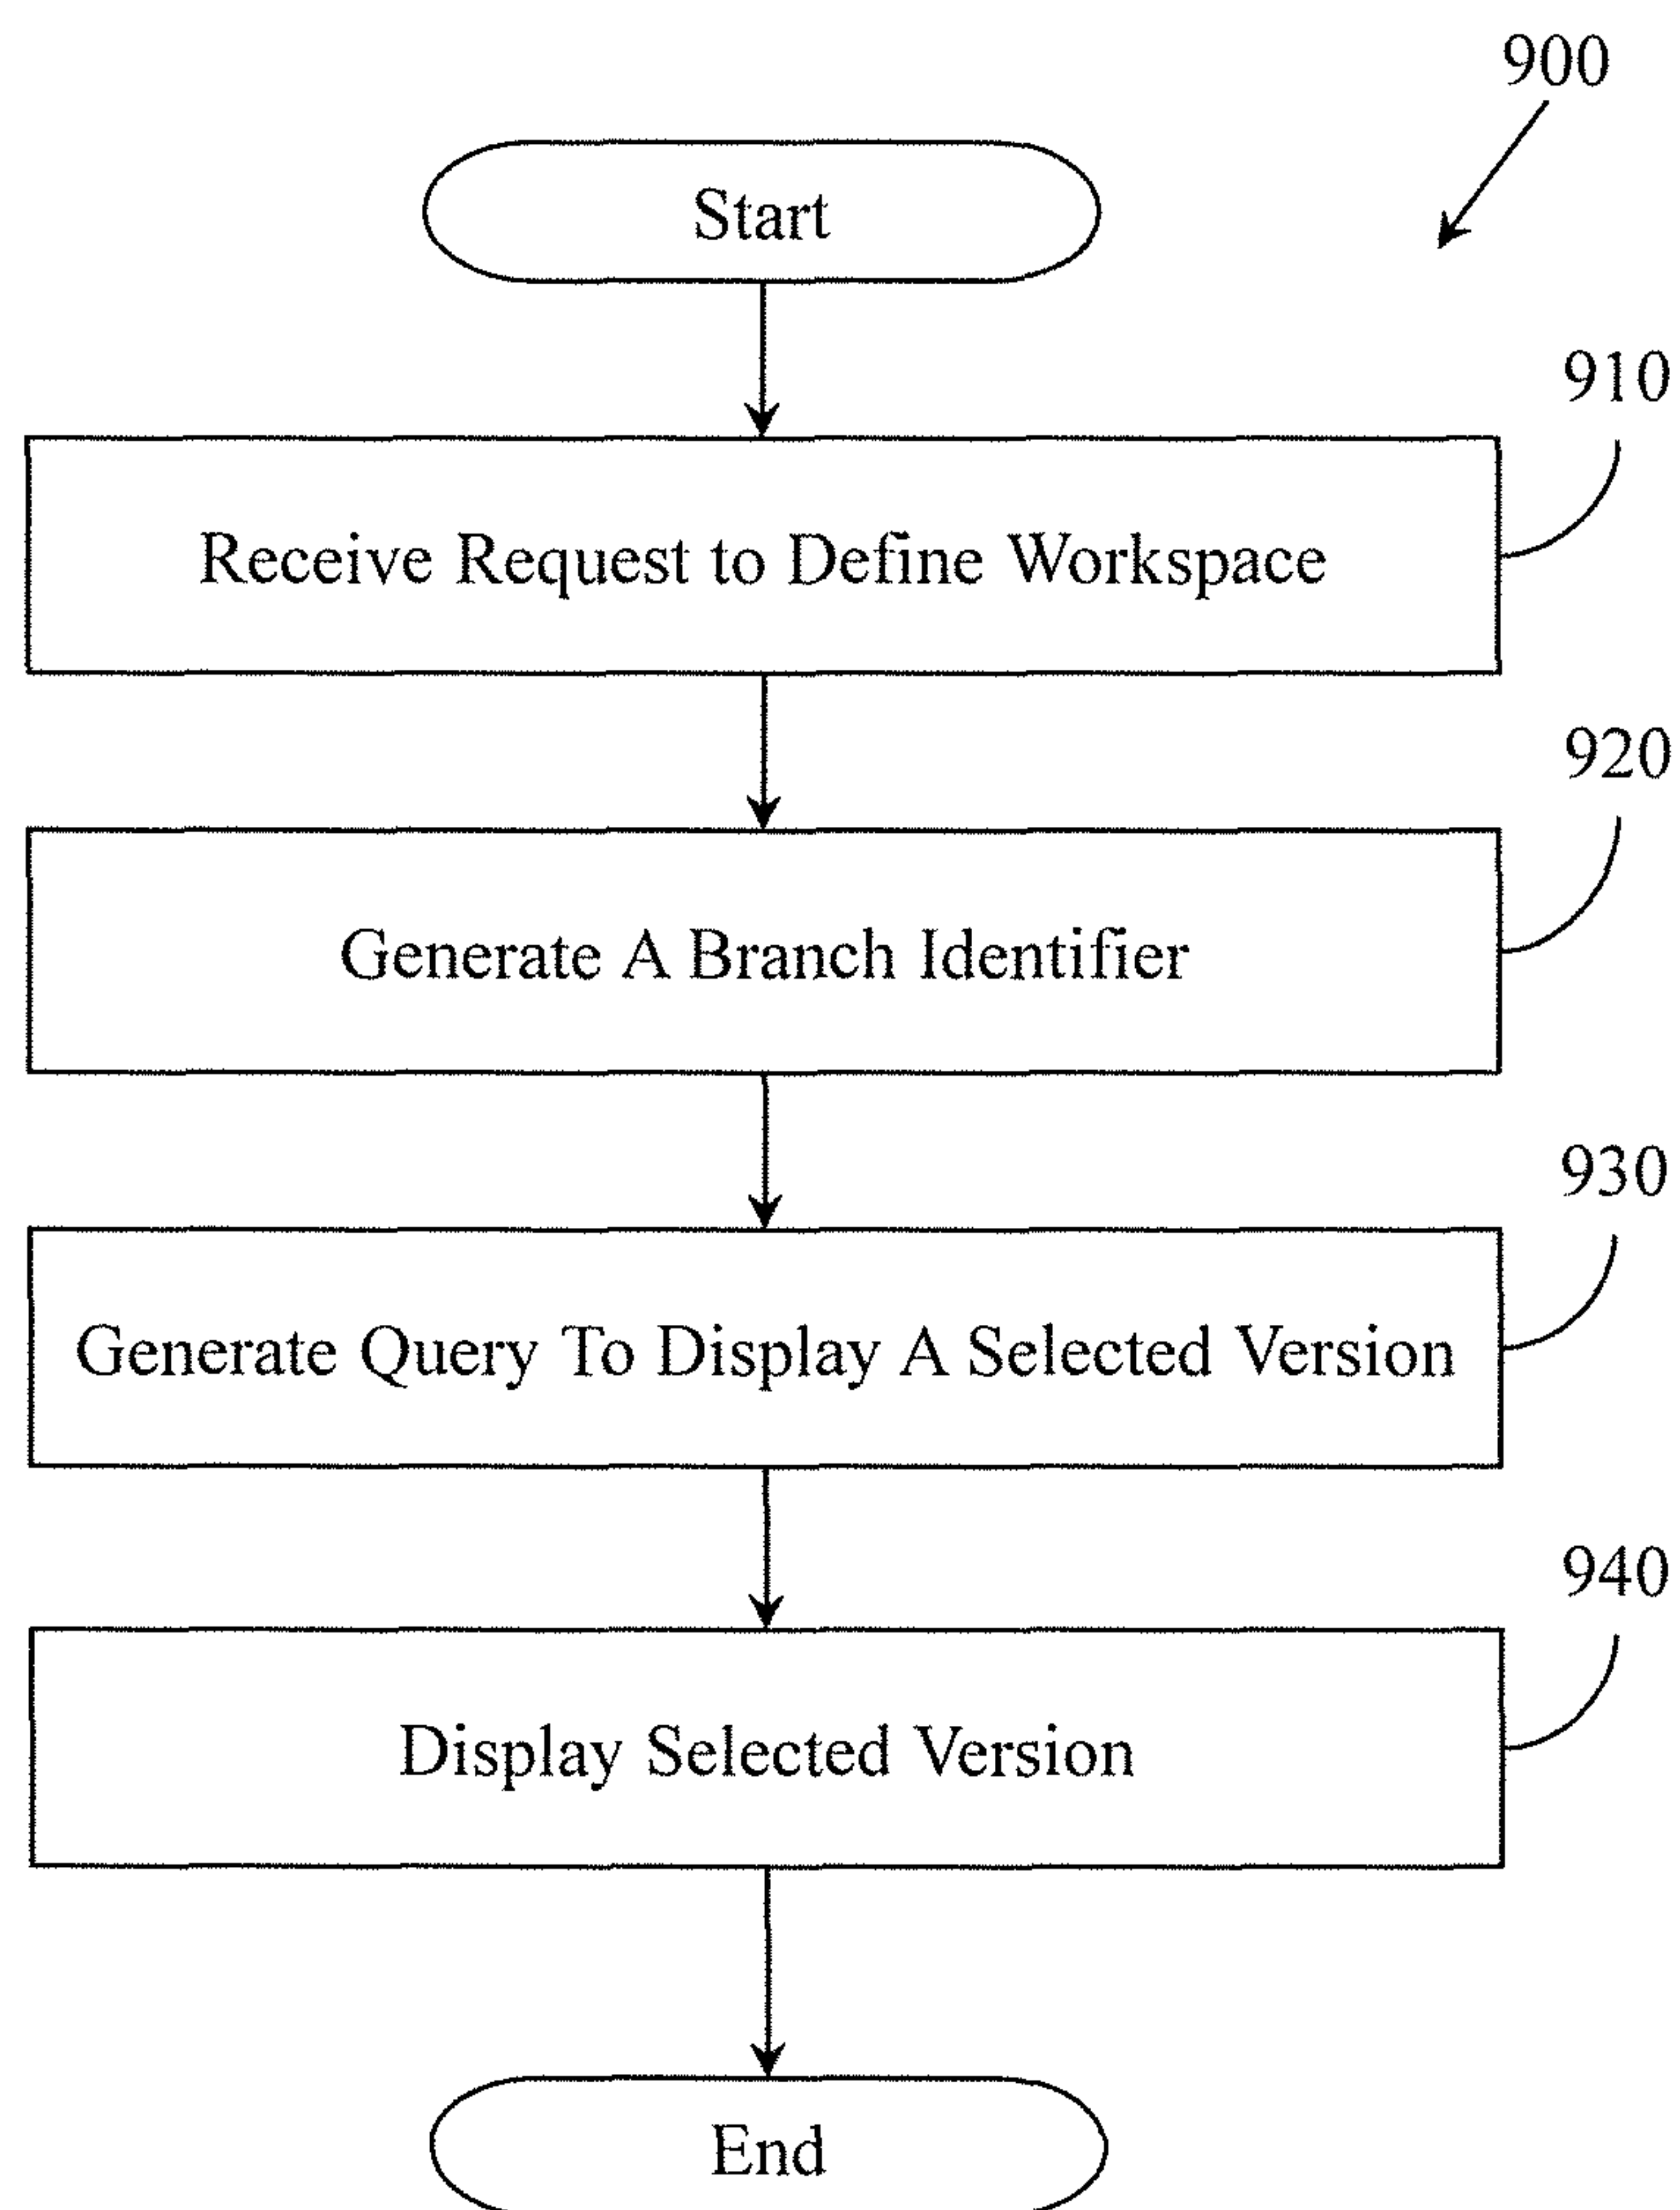 900
Start
910
Receive Request to Define Workspace
920
Generate A Branch Identifier
930
Generate Query To Display A Selected Version
940
Display Selected Version
End